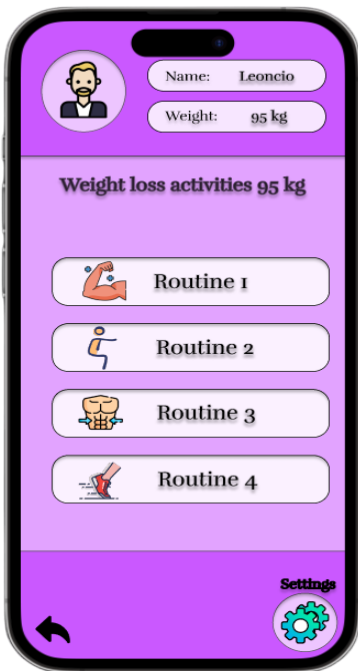 Name: Leoncio
Weight: 95 kg
Weight loss activities 95 kg
Routine 1
Routine 2
Routine 3
Routine 4
Settings